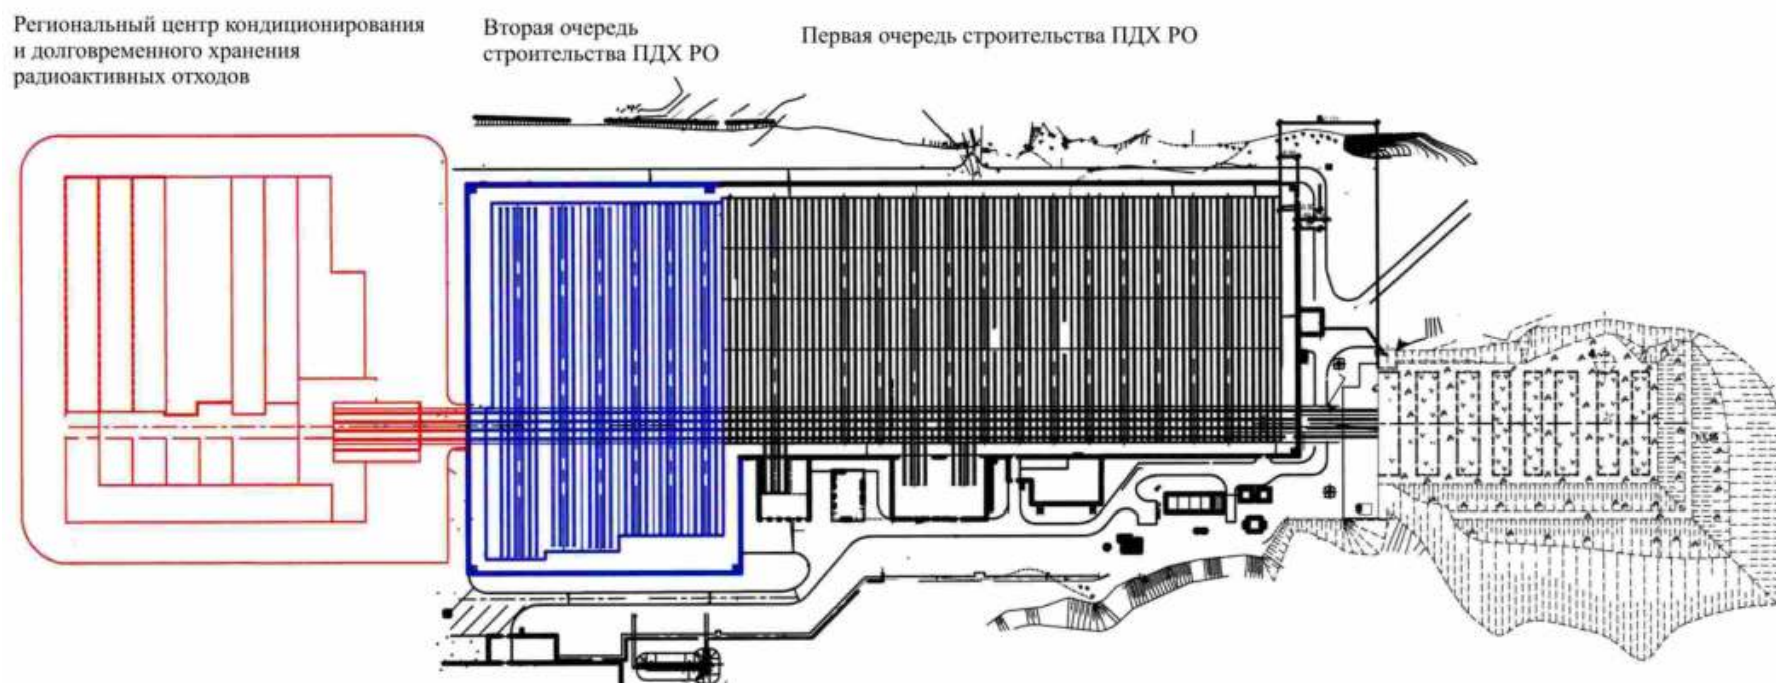 Региональный центр кондиционирования
и долговременного хранения
радиоактивных отходов
Вторая очередь
строительства ПДХ РО
Первая очередь строительства ПДХ РО